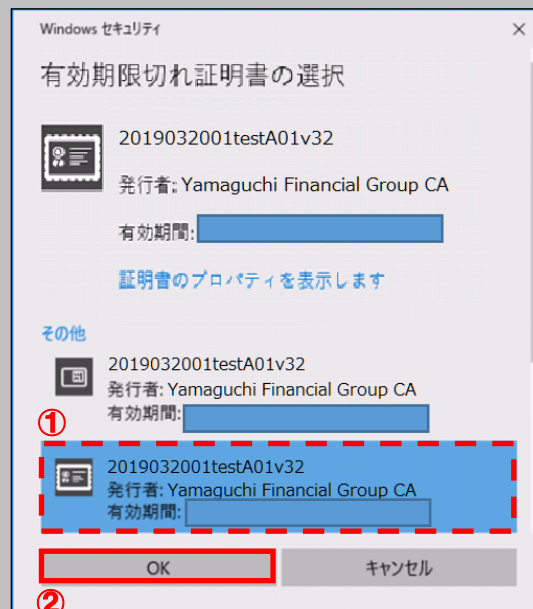 Windows セキュリティ
有効期限切れ証明書の選択
2019032001testA01v32
発行者: Yamaguchi Financial Group CA
有効期間:
証明書のプロパティを表示します
その他
2019032001testA01v32
発行者: Yamaguchi Financial Group CA
有効期間:
①
2019032001testA01v32
発行者: Yamaguchi Financial Group CA
有効期間:
OK
キャンセル
②